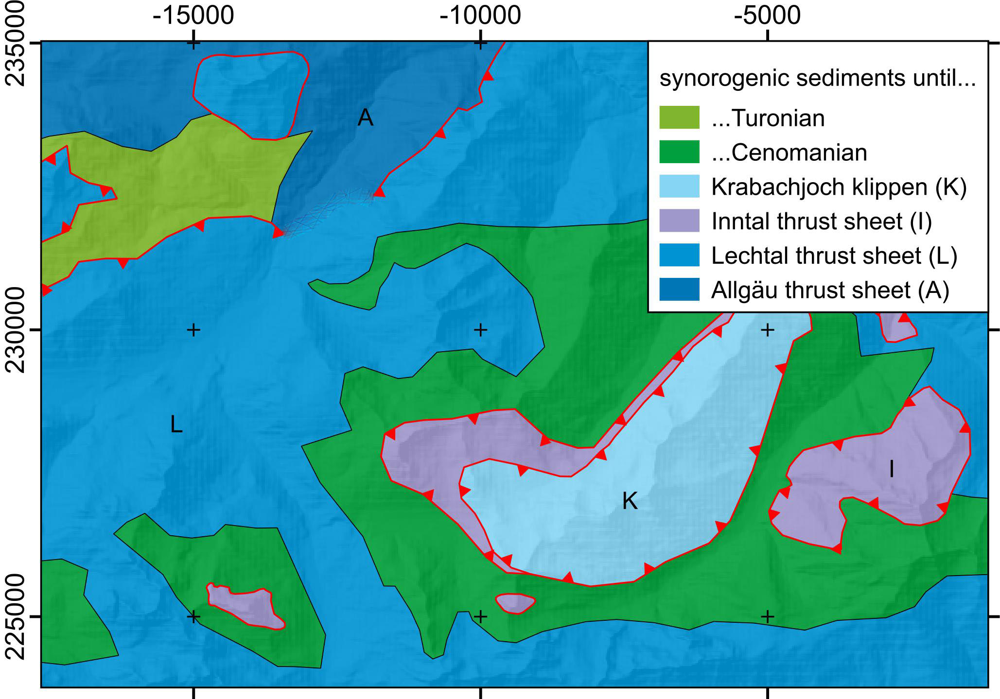 -15000
-10000
-5000
235000
230000
225000
synorogenic sediments until...
...Turonian
...Cenomanian
Krabachjoch klippen (K)
Inntal thrust sheet (I)
Lechtal thrust sheet (L)
Allgäu thrust sheet (A)
A
L
I
K